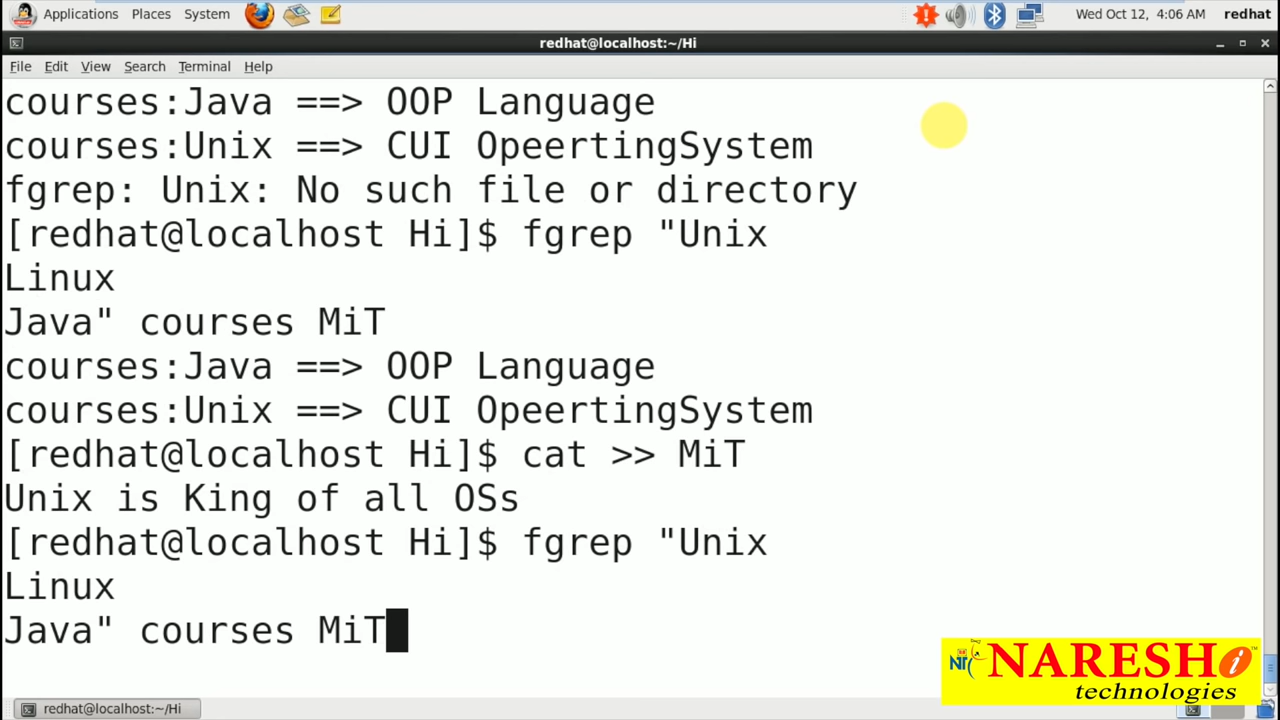 Applications Places System Wed Oct 12, 4:06 AM redhat
redhat@localhost:~/Hi
File Edit View Search Terminal Help
courses:Java ==> OOP Language
courses:Unix ==> CUI OpeertingSystem
fgrep: Unix: No such file or directory
[redhat@localhost Hi]$ fgrep "Unix
Linux
Java" courses MiT
courses:Java ==> OOP Language
courses:Unix ==> CUI OpeertingSystem
[redhat@localhost Hi]$ cat >> MiT
Unix is King of all OSs
[redhat@localhost Hi]$ fgrep "Unix
Linux
Java" courses MiT
NARESH i ™
technologies
redhat@localhost:~/Hi